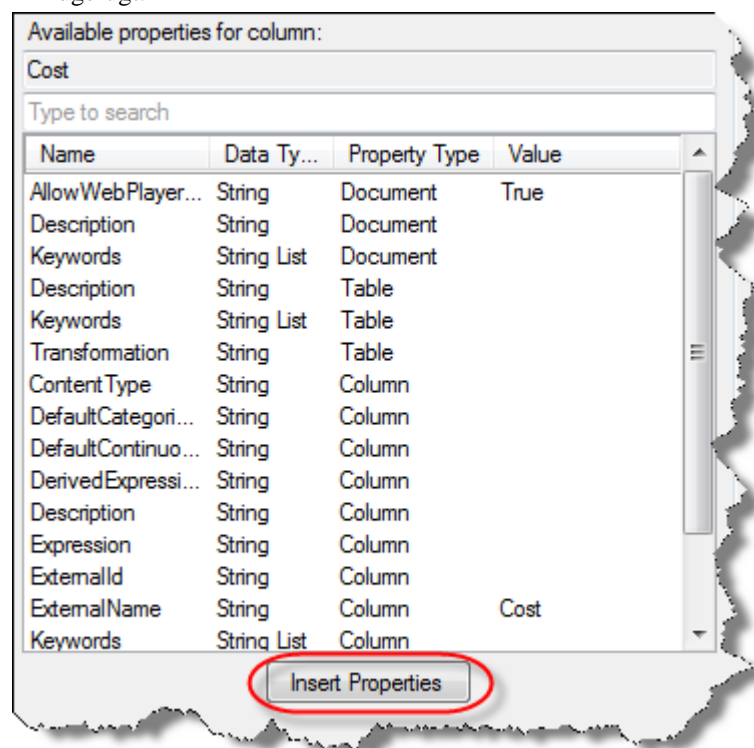 Available properties for column:
Cost
Type to search
Name Data Ty... Property Type Value
AllowWebPlayer... String Document True
Description String Document
Keywords String List Document
Description String Table
Keywords String List Table
Transformation String Table
ContentType String Column
DefaultCategori... String Column
DefaultContinuo... String Column
DerivedExpressi... String Column
Description String Column
Expression String Column
ExternalId String Column
ExternalName String Column Cost
Keywords String List Column
Insert Properties